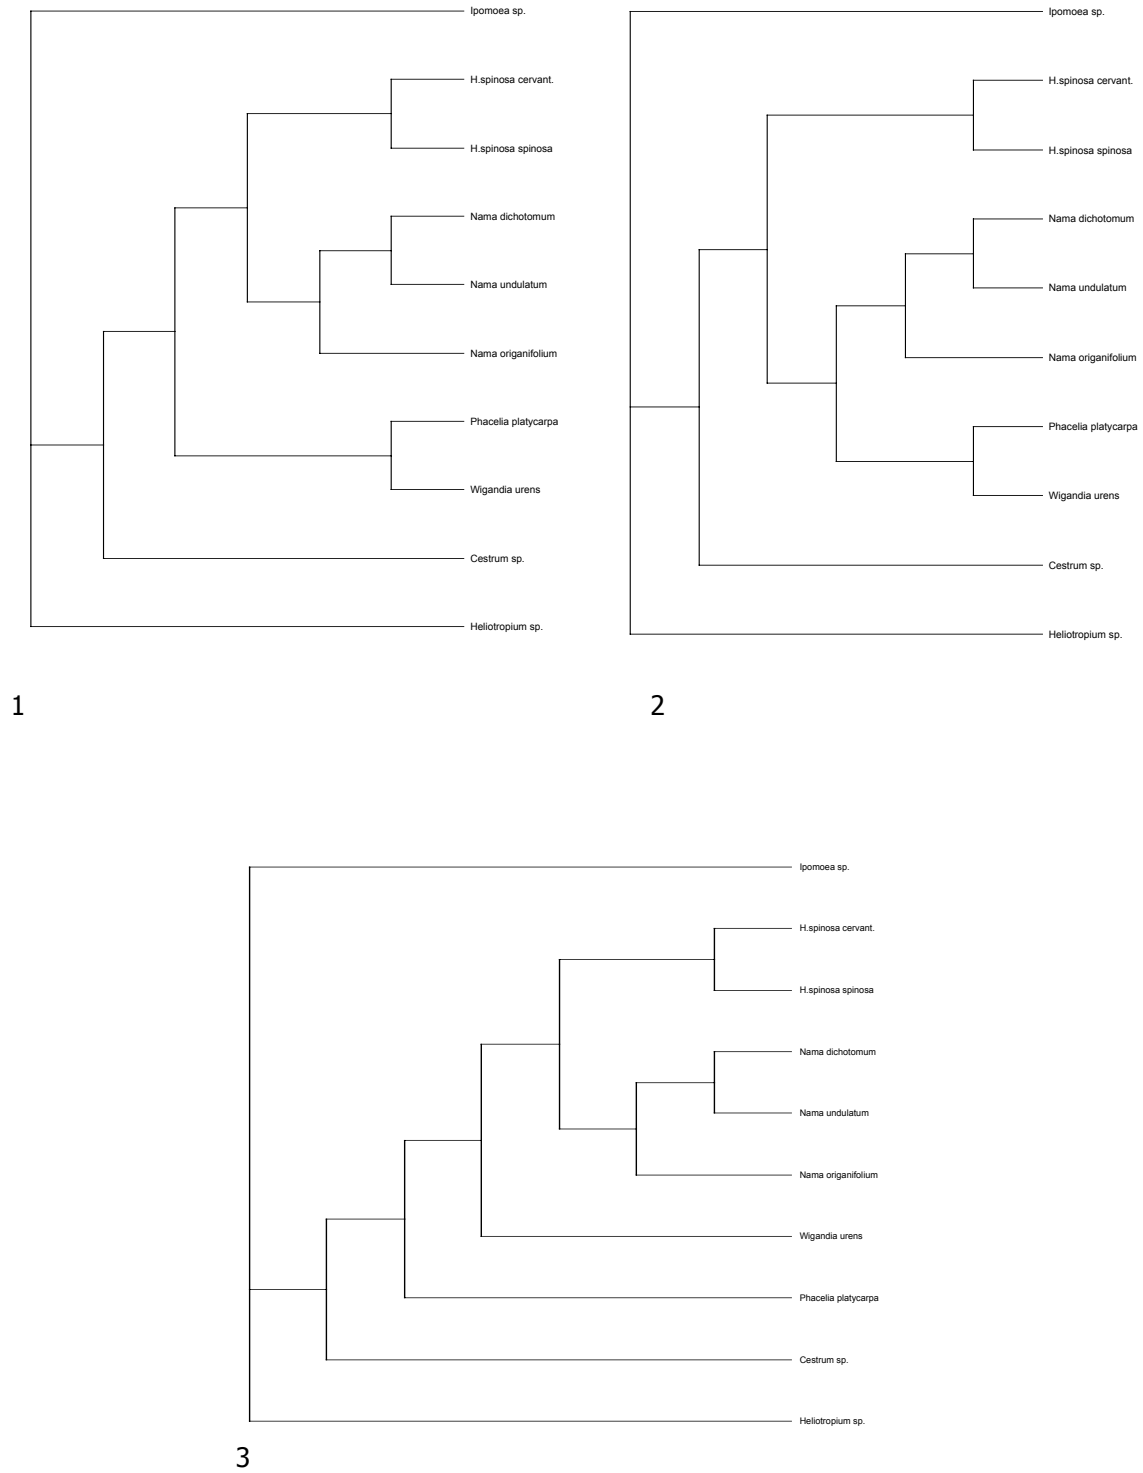 Ipomoea sp.
H.spinosa cervant.
H.spinosa spinosa
Nama dichotomum
Nama undulatum
Nama origanifolium
Phacelia platycarpa
Wigandia urens
Cestrum sp.
Heliotropium sp.
1
Ipomoea sp.
H.spinosa cervant.
H.spinosa spinosa
Nama dichotomum
Nama undulatum
Nama origanifolium
Phacelia platycarpa
Wigandia urens
Cestrum sp.
Heliotropium sp.
2
Ipomoea sp.
H.spinosa cervant.
H.spinosa spinosa
Nama dichotomum
Nama undulatum
Nama origanifolium
Wigandia urens
Phacelia platycarpa
Cestrum sp.
Heliotropium sp.
3